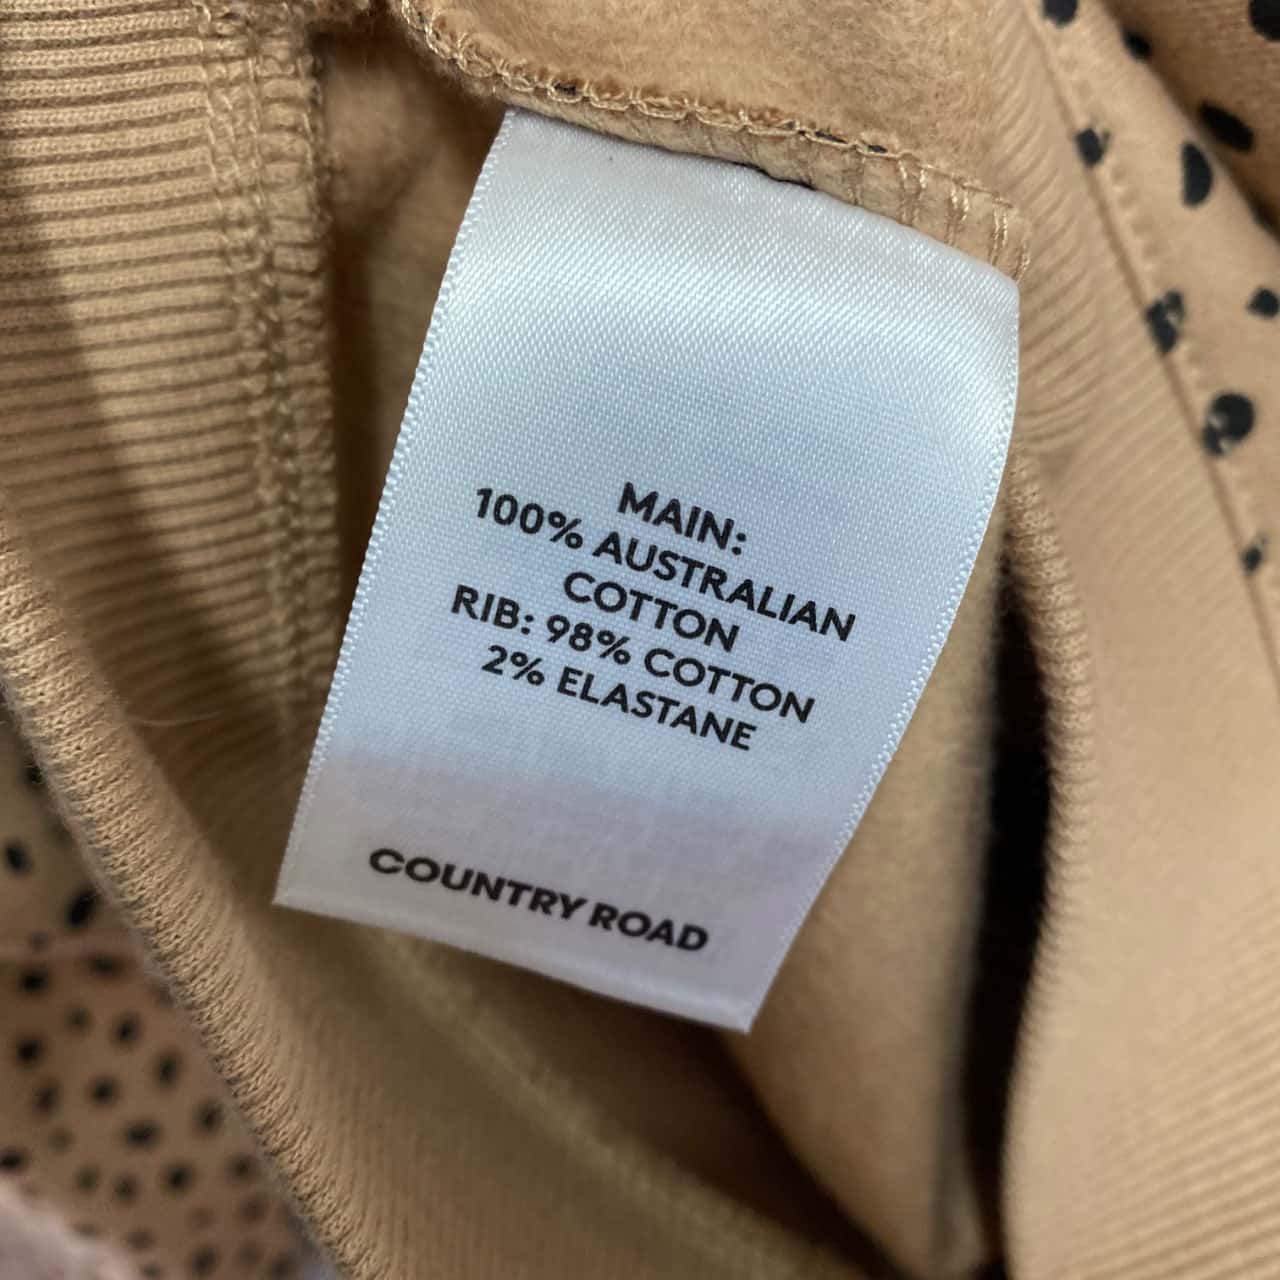 MAIN:
100% AUSTRALIAN
COTTON
RIB: 98% COTTON
2% ELASTANE
COUNTRY ROAD